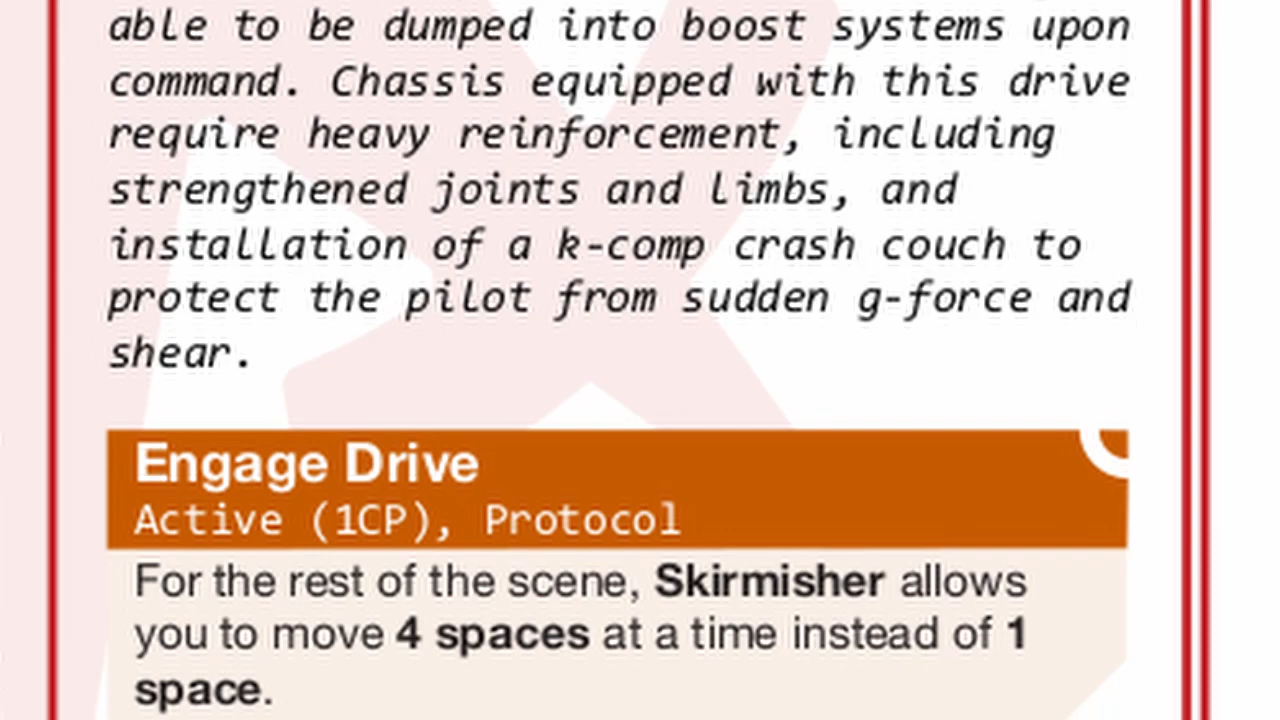 able to be dumped into boost systems upon
command. Chassis equipped with this drive
require heavy reinforcement, including
strengthened joints and limbs, and
installation of a k-comp crash couch to
protect the pilot from sudden g-force and
shear.
Engage Drive
Active (1CP), Protocol
For the rest of the scene, Skirmisher allows
you to move 4 spaces at a time instead of 1
space.